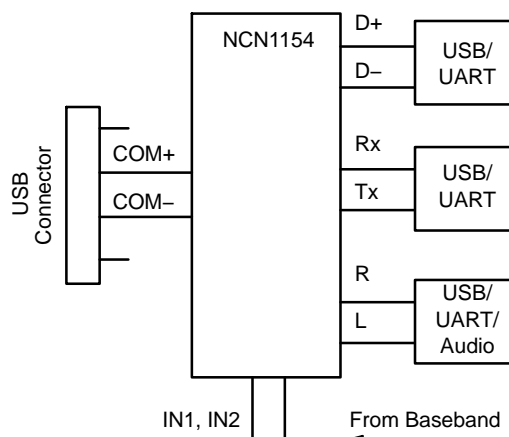 NCN1154
D+
D−
USB/
UART
USB
Connector
COM+
COM−
Rx
Tx
USB/
UART
R
L
USB/
UART/
Audio
IN1, IN2
From Baseband